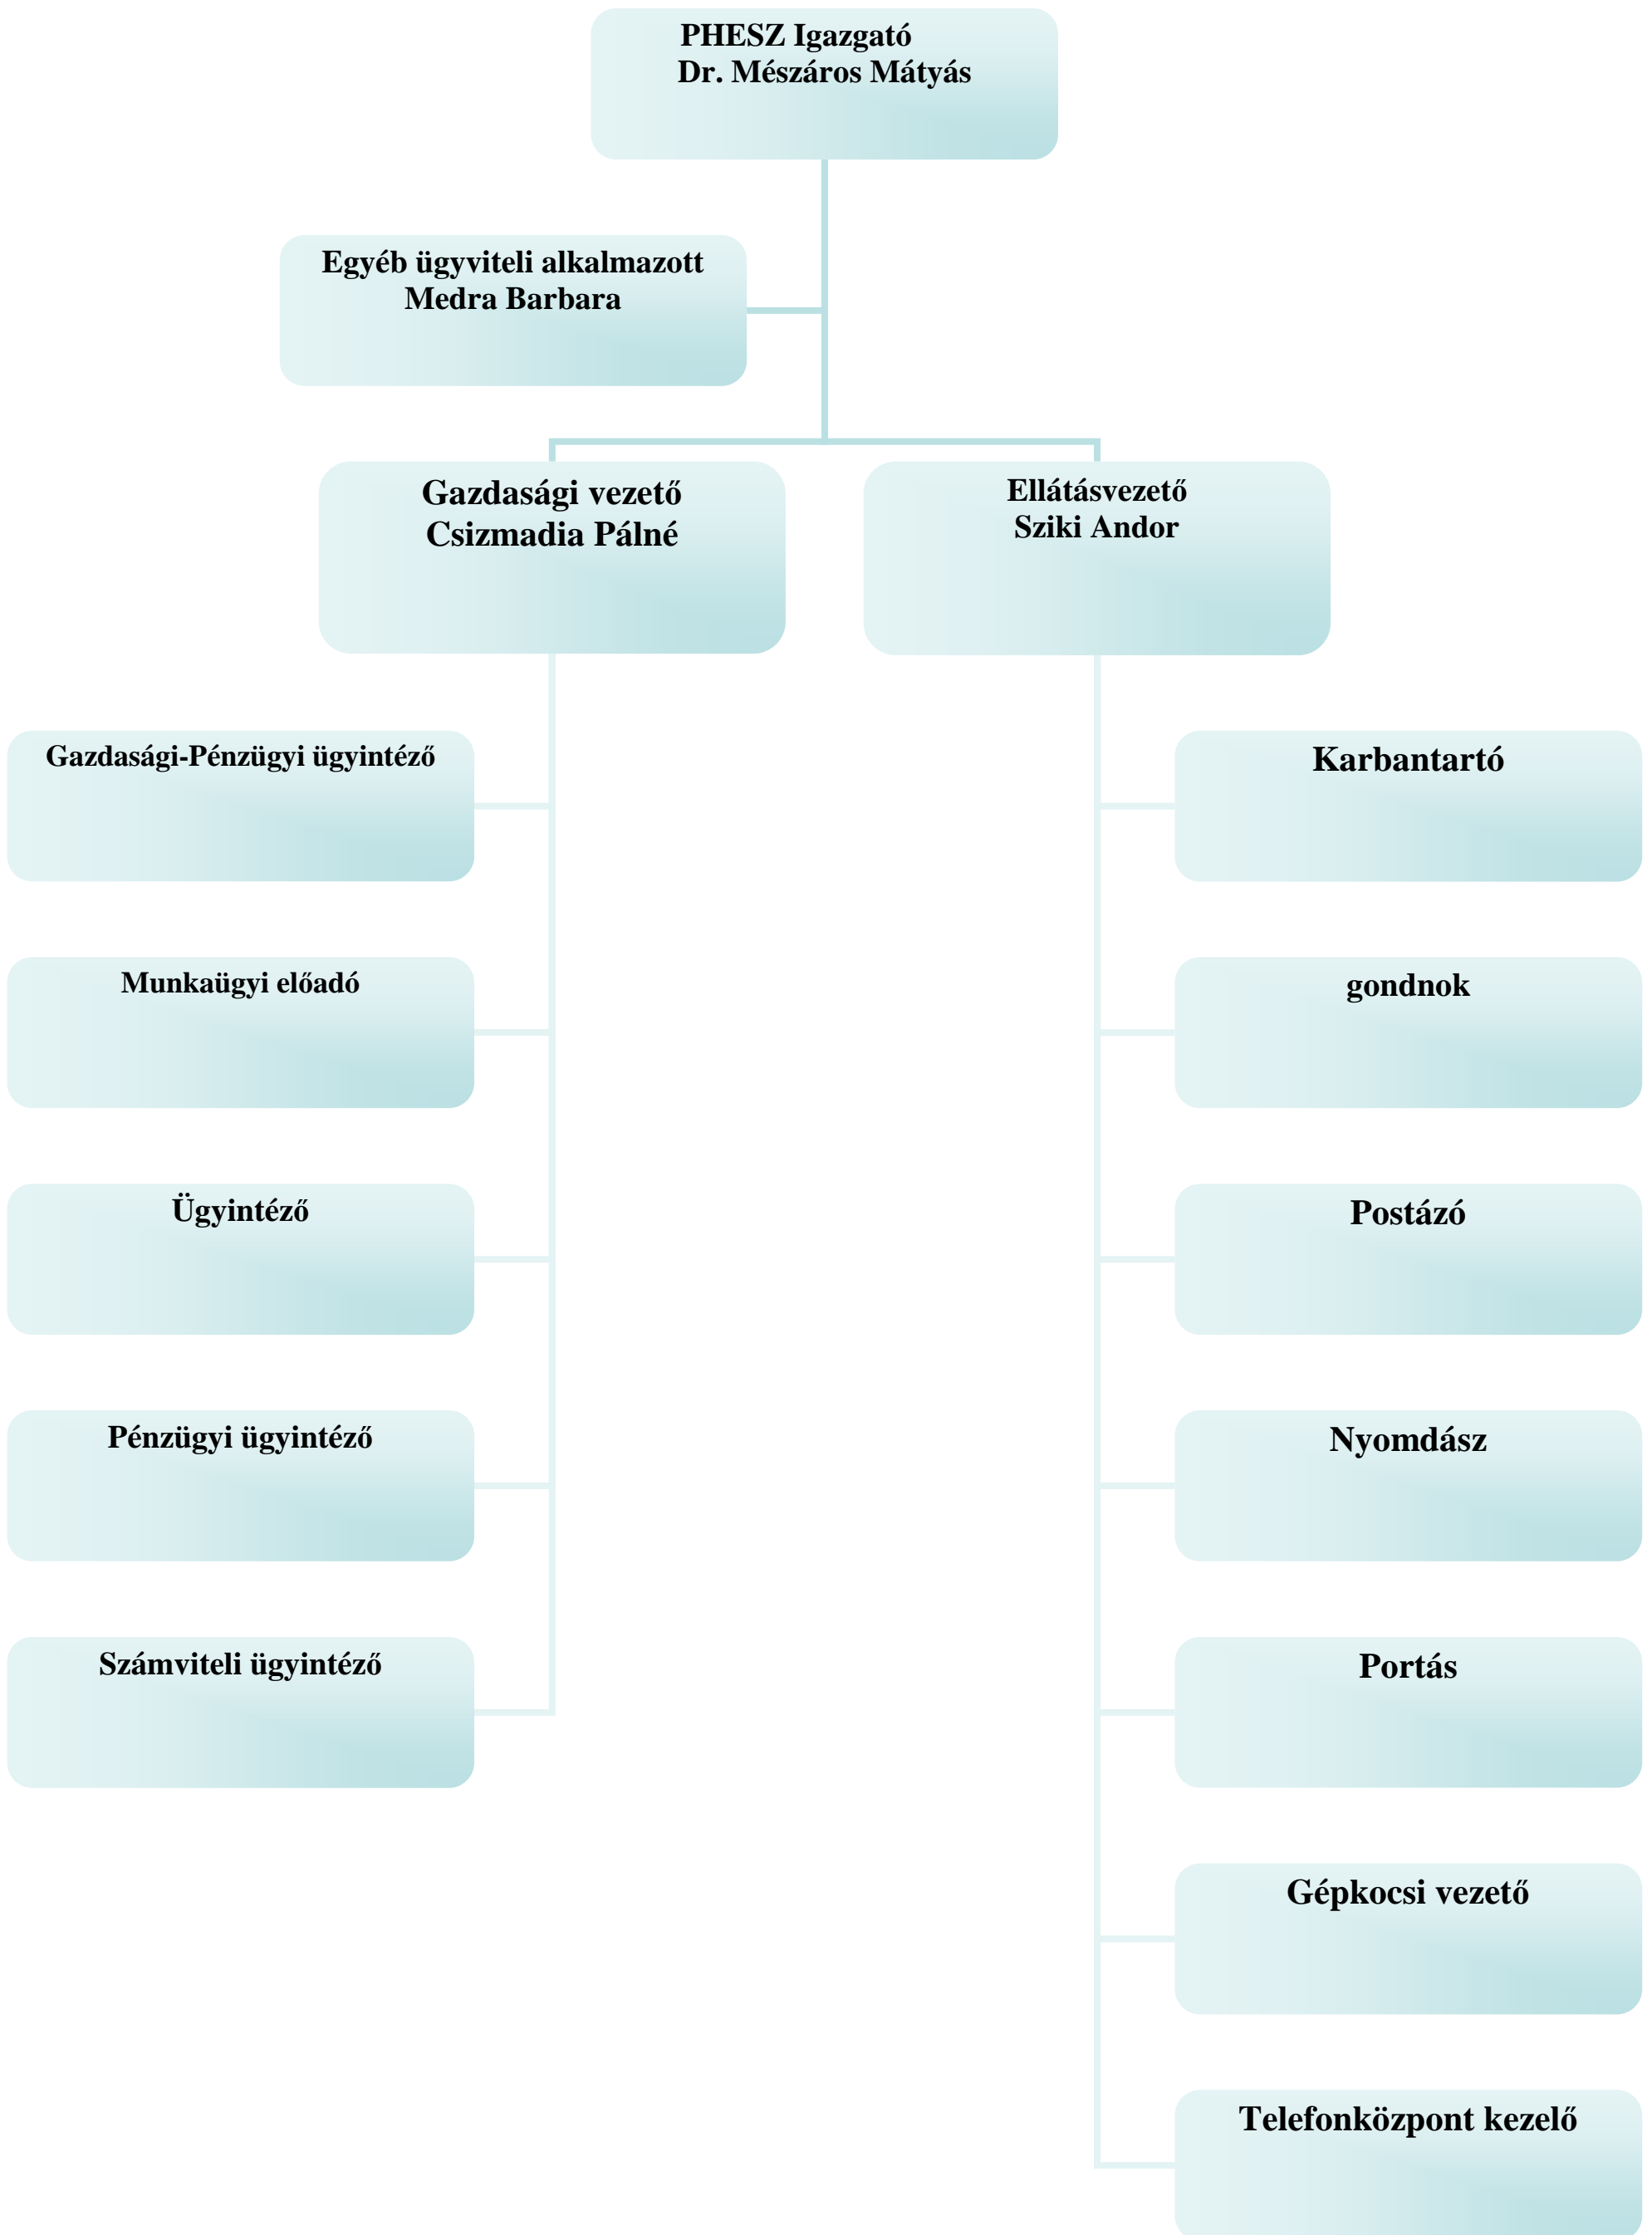 PHESZ Igazgató
Dr. Mészáros Mátyás
Egyéb ügyviteli alkalmazott
Medra Barbara
Gazdasági vezető
Csizmadia Pálné
Ellátásvezető
Sziki Andor
Gazdasági-Pénzügyi ügyintéző
Munkaügyi előadó
Ügyintéző
Pénzügyi ügyintéző
Számviteli ügyintéző
Karbantartó
gondnok
Postázó
Nyomdász
Portás
Gépkocsi vezető
Telefonközpont kezelő